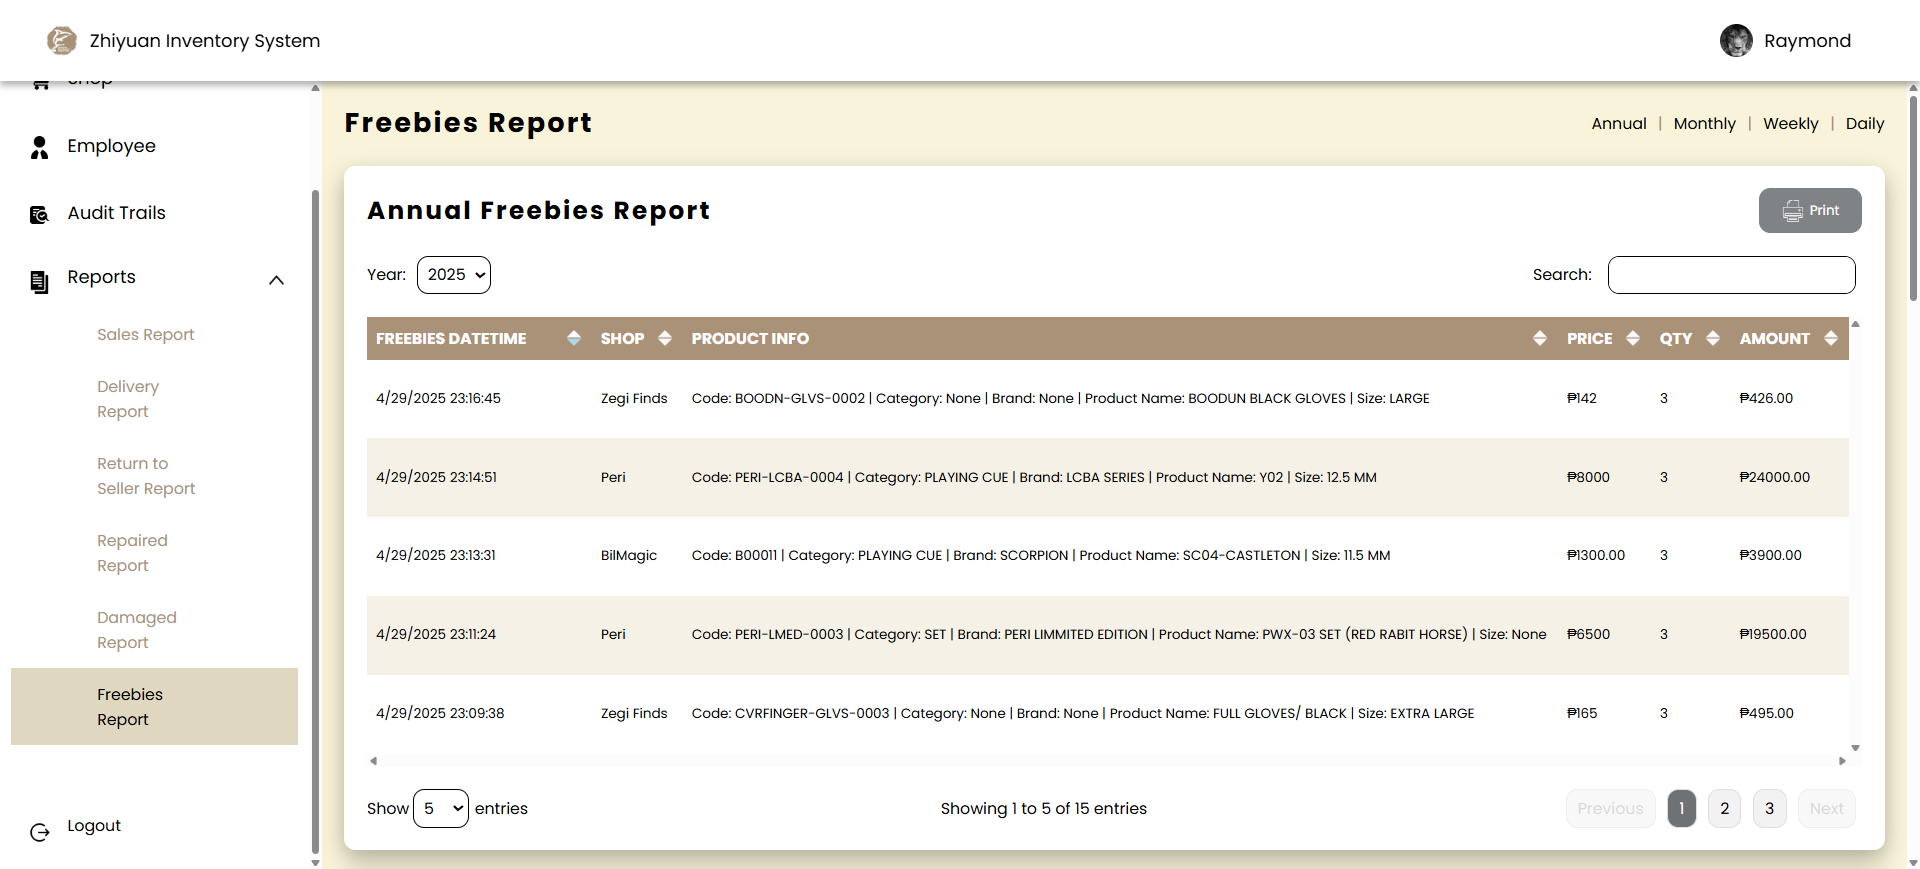 Zhiyuan Inventory System
Raymond
Shop
Employee
Audit Trails
Reports
Sales Report
Delivery
Report
Return to
Seller Report
Repaired
Report
Damaged
Report
Freebies
Report
Logout
Freebies Report
Annual | Monthly | Weekly | Daily
Annual Freebies Report
Print
Year: 2025
Search:
FREEBIES DATETIME SHOP PRODUCT INFO PRICE QTY AMOUNT
4/29/2025 23:16:45 Zegi Finds Code: BOODN-GLVS-0002 | Category: None | Brand: None | Product Name: BOODUN BLACK GLOVES | Size: LARGE ₱142 3 ₱426.00
4/29/2025 23:14:51 Peri Code: PERI-LCBA-0004 | Category: PLAYING CUE | Brand: LCBA SERIES | Product Name: Y02 | Size: 12.5 MM ₱8000 3 ₱24000.00
4/29/2025 23:13:31 BilMagic Code: B00011 | Category: PLAYING CUE | Brand: SCORPION | Product Name: SC04-CASTLETON | Size: 11.5 MM ₱1300.00 3 ₱3900.00
4/29/2025 23:11:24 Peri Code: PERI-LMED-0003 | Category: SET | Brand: PERI LIMMITED EDITION | Product Name: PWX-03 SET (RED RABIT HORSE) | Size: None ₱6500 3 ₱19500.00
4/29/2025 23:09:38 Zegi Finds Code: CVRFINGER-GLVS-0003 | Category: None | Brand: None | Product Name: FULL GLOVES/ BLACK | Size: EXTRA LARGE ₱165 3 ₱495.00
Show 5 entries
Showing 1 to 5 of 15 entries
Previous 1 2 3 Next